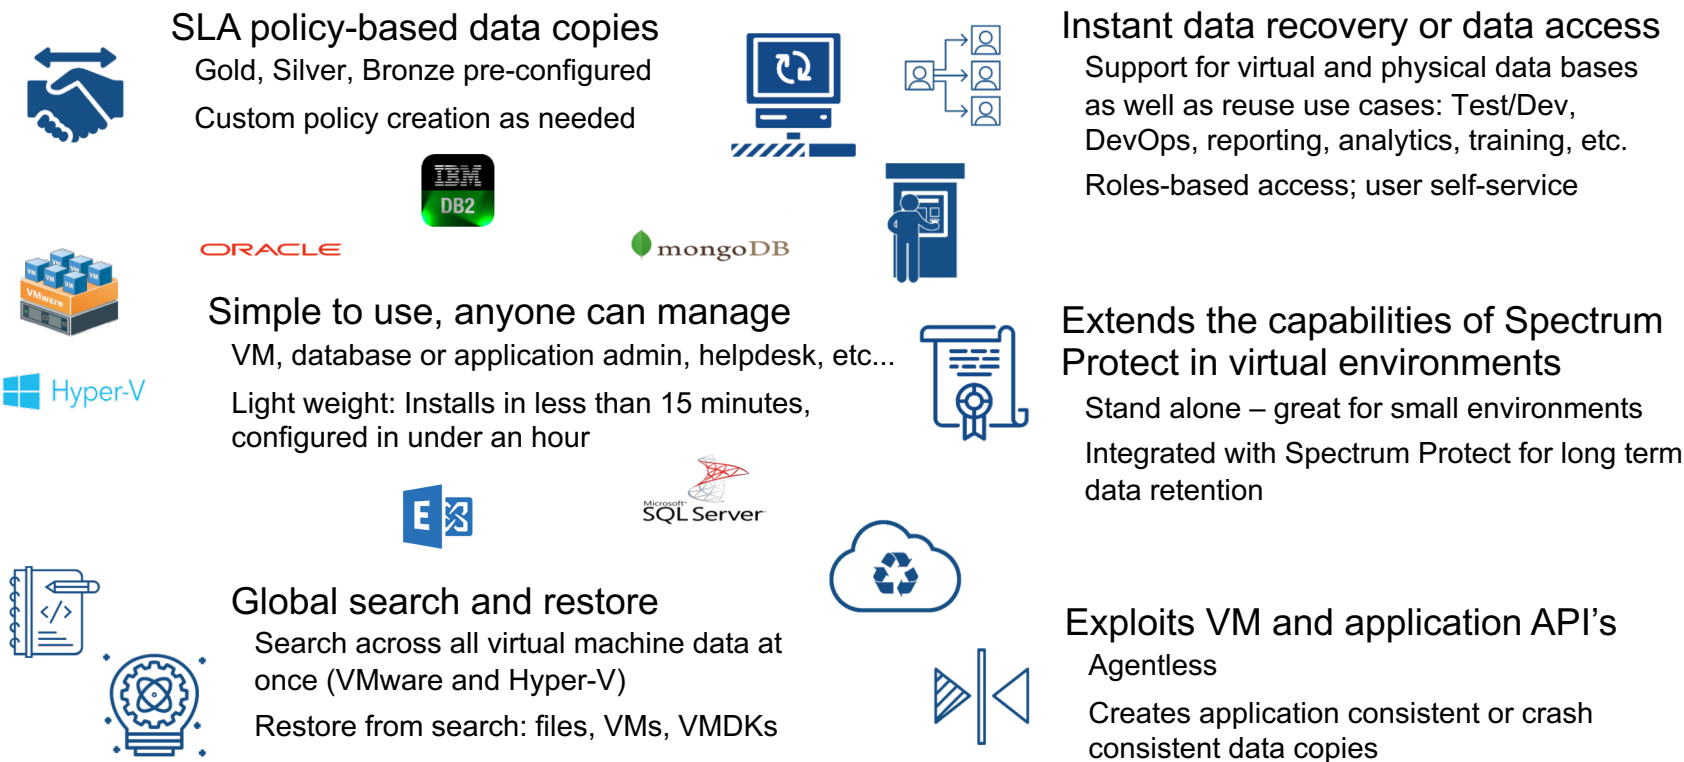 SLA policy-based data copies
Gold, Silver, Bronze pre-configured
Custom policy creation as needed
IBM
DB2
ORACLE
mongoDB
VM VM VM
VM VM VM
VMware
Hyper-V
Simple to use, anyone can manage
VM, database or application admin, helpdesk, etc...
Light weight: Installs in less than 15 minutes,
configured in under an hour
E
Microsoft
SQL Server
</>
Global search and restore
Search across all virtual machine data at
once (VMware and Hyper-V)
Restore from search: files, VMs, VMDKs
Instant data recovery or data access
Support for virtual and physical data bases
as well as reuse use cases: Test/Dev,
DevOps, reporting, analytics, training, etc.
Roles-based access; user self-service
Extends the capabilities of Spectrum
Protect in virtual environments
Stand alone – great for small environments
Integrated with Spectrum Protect for long term
data retention
Exploits VM and application API’s
Agentless
Creates application consistent or crash
consistent data copies